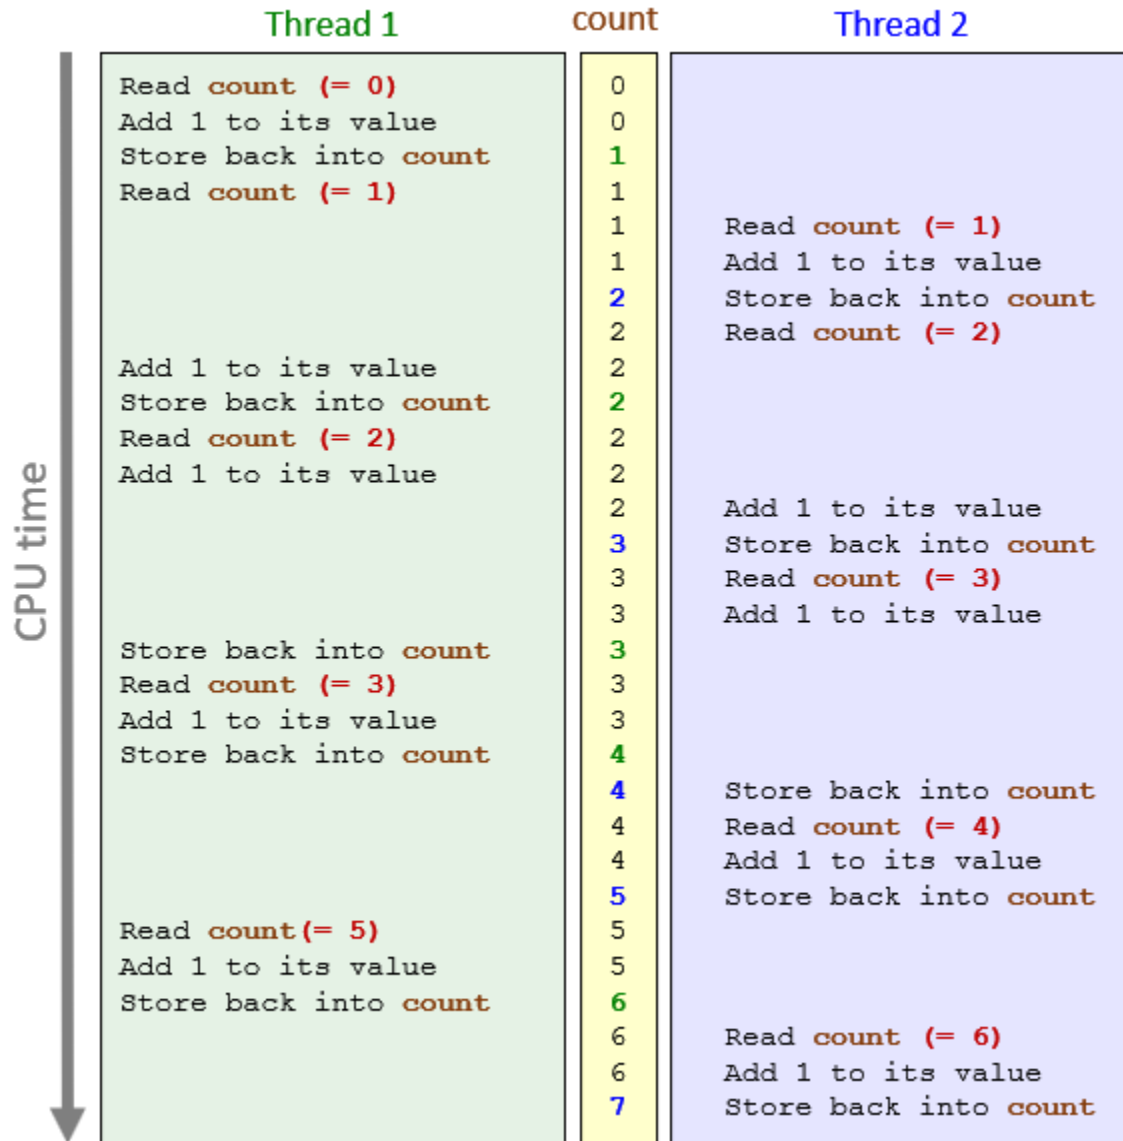 Thread 1 count Thread 2
Read count (= 0) 0
Add 1 to its value 0
Store back into count 1
Read count (= 1) 1
1 Read count (= 1)
1 Add 1 to its value
2 Store back into count
2 Read count (= 2)
Add 1 to its value 2
Store back into count 2
Read count (= 2) 2
Add 1 to its value 2
2 Add 1 to its value
3 Store back into count
3 Read count (= 3)
3 Add 1 to its value
Store back into count 3
Read count (= 3) 3
Add 1 to its value 3
Store back into count 4
4 Store back into count
4 Read count (= 4)
4 Add 1 to its value
5 Store back into count
Read count(= 5) 5
Add 1 to its value 5
Store back into count 6
6 Read count (= 6)
6 Add 1 to its value
7 Store back into count
CPU time